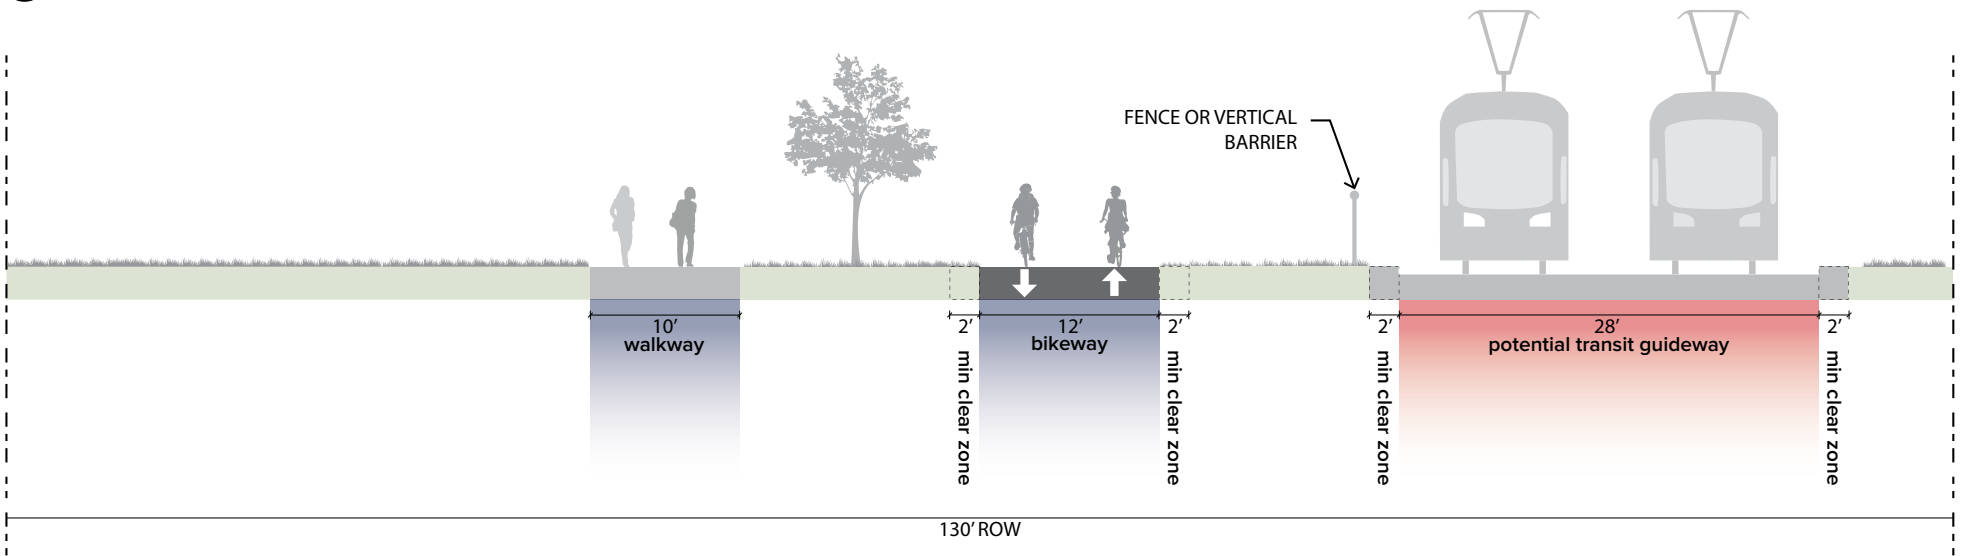 FENCE OR VERTICAL
BARRIER
10’
walkway
2’
min clear zone
12’
bikeway
2’
min clear zone
2’
min clear zone
28’
potential transit guideway
2’
min clear zone
130’ ROW